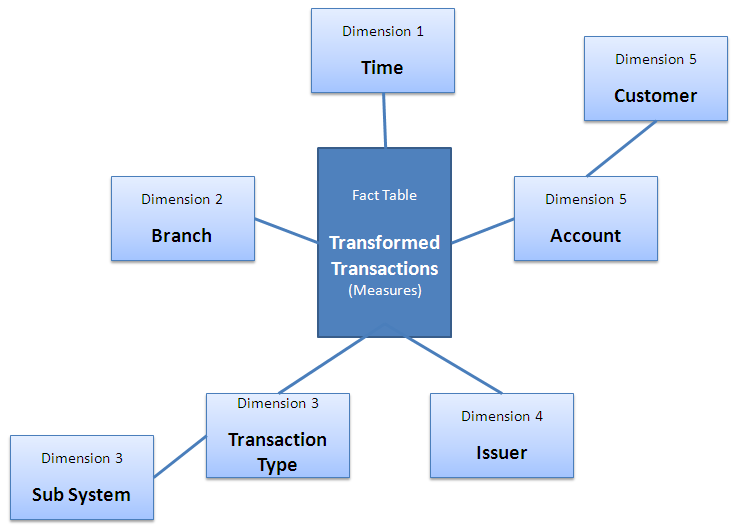 Dimension 1
Time
Dimension 5
Customer
Dimension 2
Branch
Fact Table
Transformed
Transactions
(Measures)
Dimension 5
Account
Dimension 3
Transaction
Type
Dimension 4
Issuer
Dimension 3
Sub System